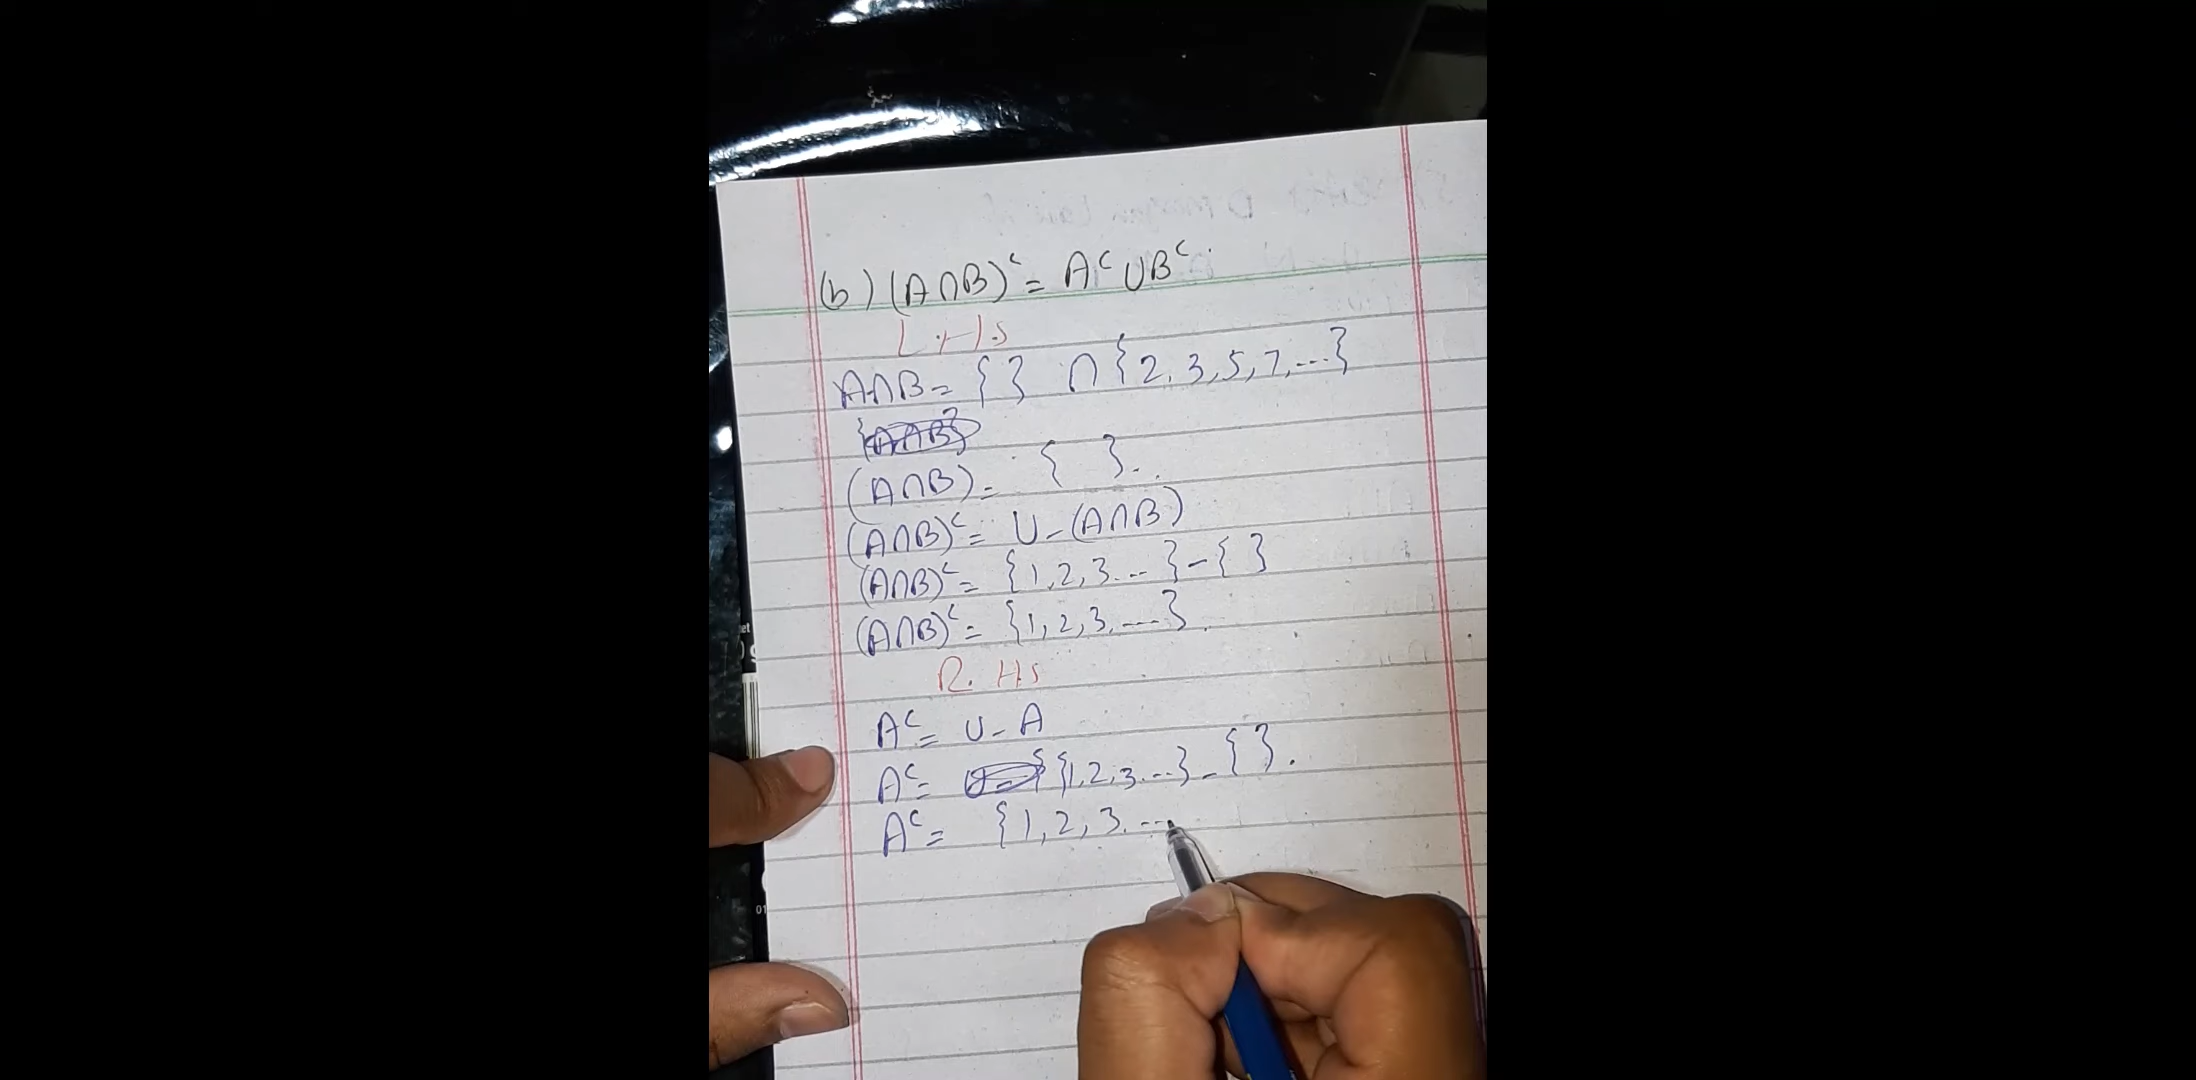 (b) (A∩B)ᶜ = Aᶜ ∪ Bᶜ.
L.H.S
A∩B = { } ∩ {2, 3, 5, 7, ...}
(A∩B) = { }.
(A∩B)ᶜ = U - (A∩B)
(A∩B)ᶜ = {1, 2, 3...} - { }
(A∩B)ᶜ = {1, 2, 3, ....}.
R.H.S
Aᶜ = U - A
Aᶜ = {1, 2, 3...} - { }.
Aᶜ = {1, 2, 3. ...